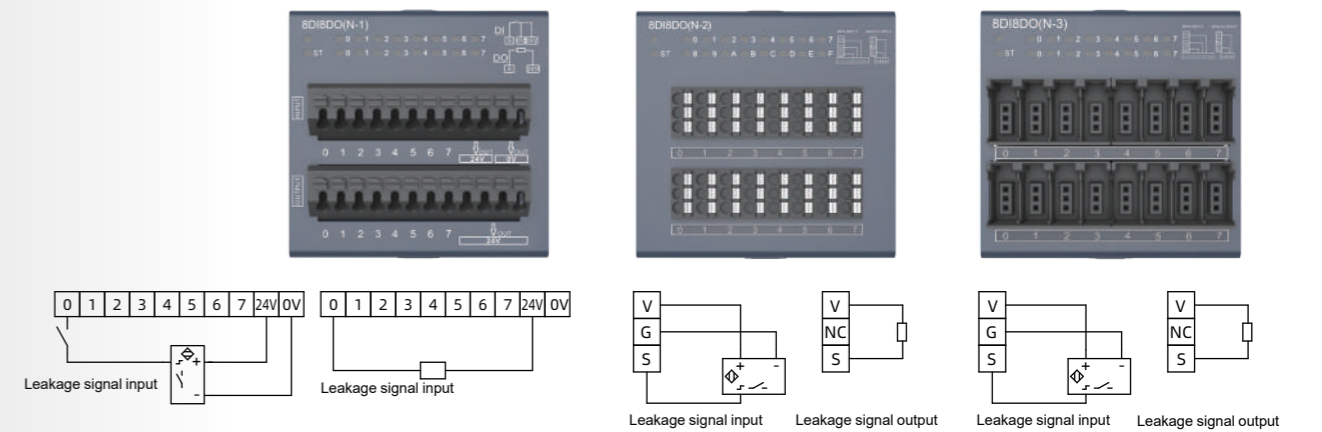 8DI8DO(N-1)
0 1 2 3 4 5 6 7
ST 0 1 2 3 4 5 6 7
DI
DO
INPUT
0 1 2 3 4 5 6 7 VOUT VOUT
24V 0V
0 1 2 3 4 5 6 7 VOUT
24V
8DI8DO(N-2)
0 1 2 3 4 5 6 7
ST 8 9 A B C D E F
0 1 2 3 4 5 6 7
0 1 2 3 4 5 6 7
8DI8DO(N-3)
0 1 2 3 4 5 6 7
ST 0 1 2 3 4 5 6 7
0 1 2 3 4 5 6 7
0 1 2 3 4 5 6 7
0 1 2 3 4 5 6 7 24V 0V
+
-
Leakage signal input
0 1 2 3 4 5 6 7 24V 0V
Leakage signal input
V
G
S
+ -
Leakage signal input
V
NC
S
Leakage signal output
V
G
S
+ -
Leakage signal input
V
NC
S
Leakage signal output